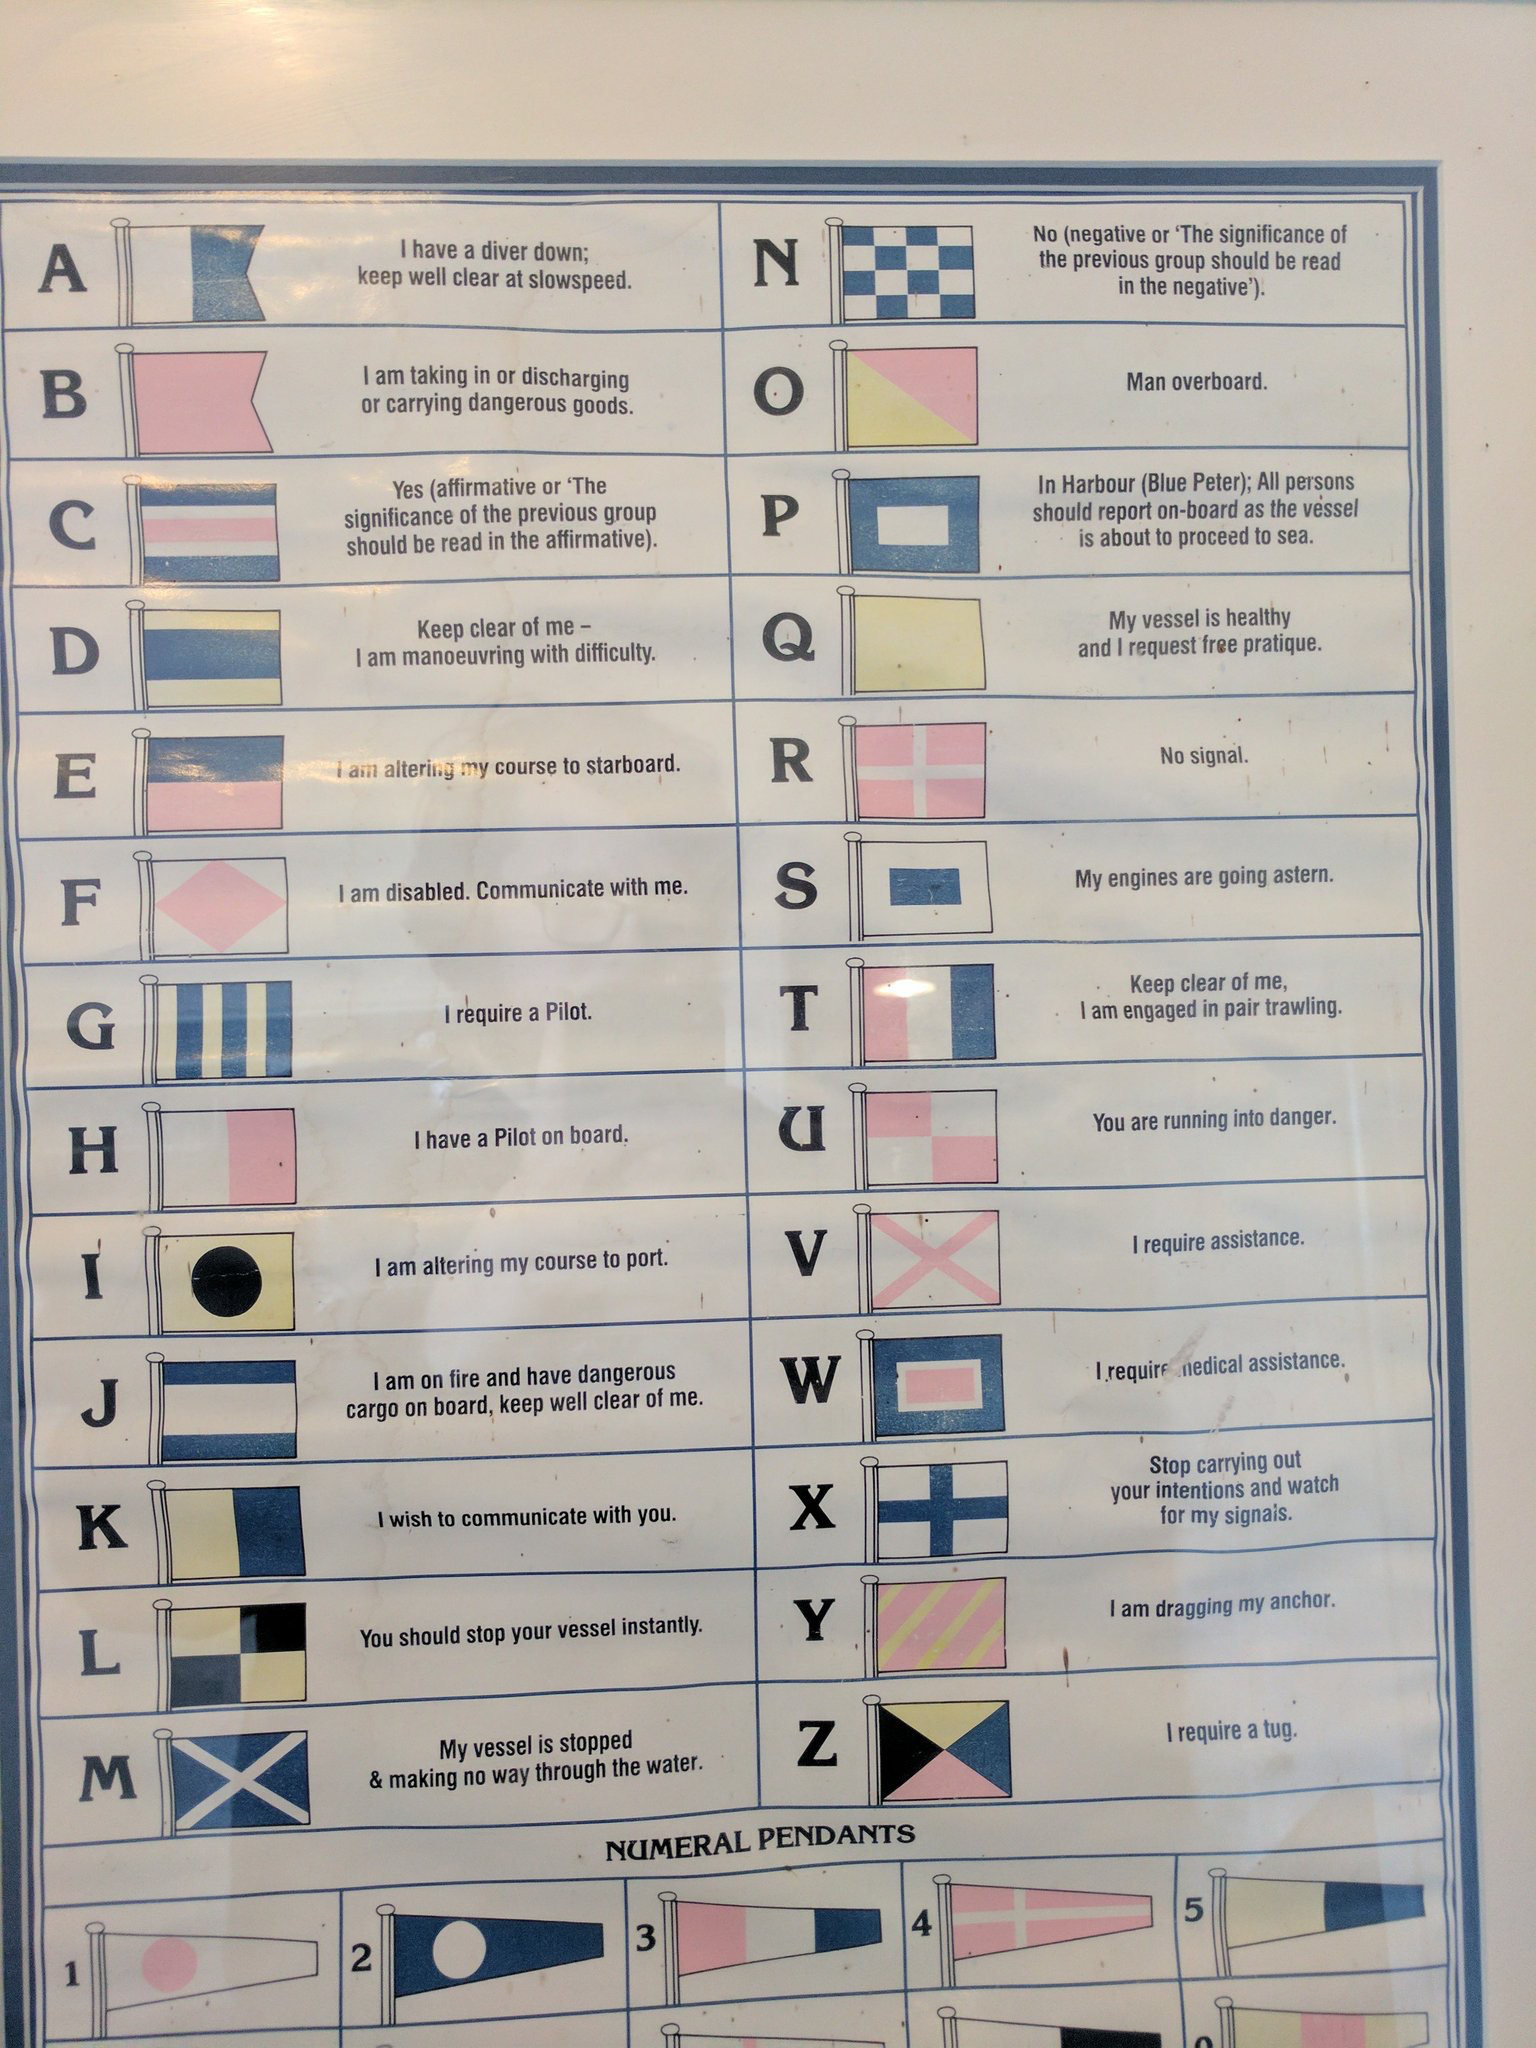 A
I have a diver down;
keep well clear at slowspeed.
B
I am taking in or discharging
or carrying dangerous goods.
C
Yes (affirmative or ‘The
significance of the previous group
should be read in the affirmative).
D
Keep clear of me –
I am manoeuvring with difficulty.
E
I am altering my course to starboard.
F
I am disabled. Communicate with me.
G
I require a Pilot.
H
I have a Pilot on board.
I
I am altering my course to port.
J
I am on fire and have dangerous
cargo on board, keep well clear of me.
K
I wish to communicate with you.
L
You should stop your vessel instantly.
M
My vessel is stopped
& making no way through the water.
N
No (negative or ‘The significance of
the previous group should be read
in the negative’).
O
Man overboard.
P
In Harbour (Blue Peter); All persons
should report on-board as the vessel
is about to proceed to sea.
Q
My vessel is healthy
and I request free pratique.
R
No signal.
S
My engines are going astern.
T
Keep clear of me,
I am engaged in pair trawling.
U
You are running into danger.
V
I require assistance.
W
I require medical assistance.
X
Stop carrying out
your intentions and watch
for my signals.
Y
I am dragging my anchor.
Z
I require a tug.
NUMERAL PENDANTS
1
2
3
4
5